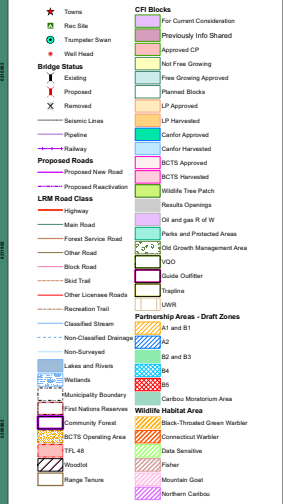 Towns
Rec Site
Trumpeter Swan
Well Head
Bridge Status
Existing
Proposed
Removed
Seismic Lines
Pipeline
Railway
Proposed Roads
Proposed New Road
Proposed Reactivation
LRM Road Class
Highway
Main Road
Forest Service Road
Other Road
Block Road
Skid Trail
Other Licensee Roads
Recreation Trail
Classified Stream
Non-Classified Drainage
Non-Surveyed
Lakes and Rivers
Wetlands
Municipality Boundary
First Nations Reserves
Community Forest
BCTS Operating Area
TFL 48
Woodlot
Range Tenure
CFI Blocks
For Current Consideration
Previously Info Shared
Approved CP
Not Free Growing
Free Growing Approved
Planned Blocks
LP Approved
LP Harvested
Canfor Approved
Canfor Harvested
BCTS Approved
BCTS Harvested
Wildlife Tree Patch
Results Openings
Oil and gas R of W
Parks and Protected Areas
Old Growth Management Area
VQO
Guide Outfitter
Trapline
UWR
Partnership Areas - Draft Zones
A1 and B1
A2
B2 and B3
B4
B5
Caribou Moratorium Area
Wildlife Habitat Area
Black-Throated Green Warbler
Connecticut Warbler
Data Sensitive
Fisher
Mountain Goat
Northern Caribou